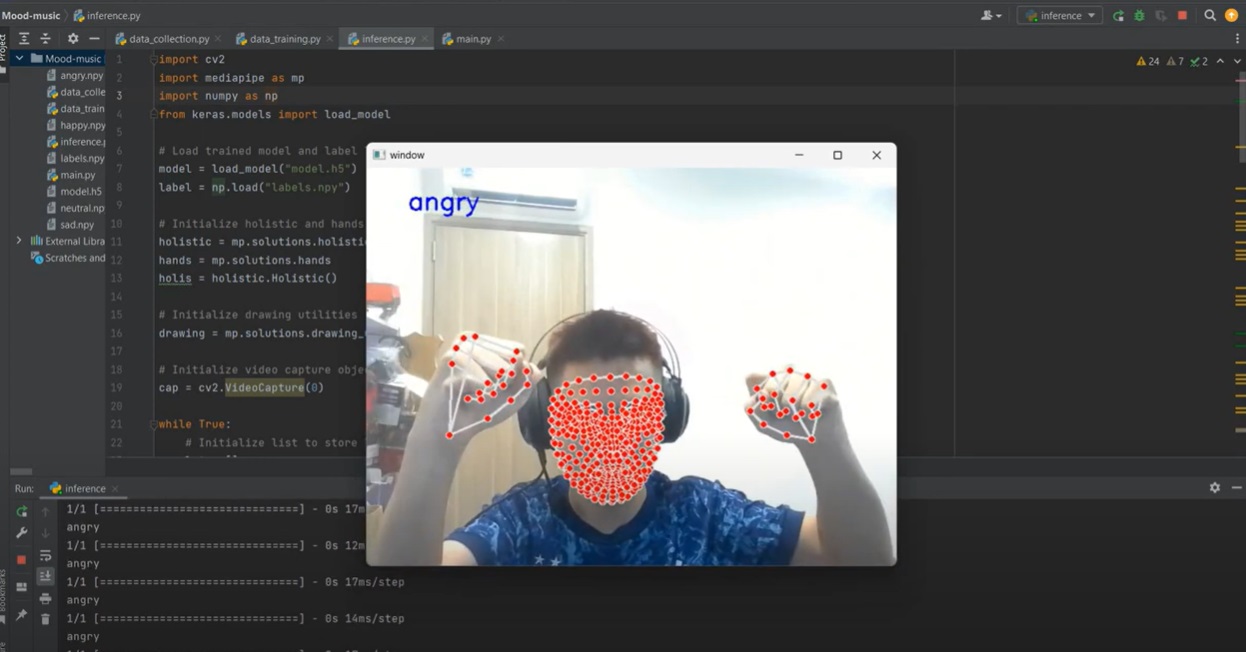 Mood-music
inference.py
inference
Project
data_collection.py
data_training.py
inference.py
main.py
24 7 2
Mood-music
angry.npy
data_colle
data_train
happy.npy
inference.p
labels.npy
main.py
model.h5
neutral.np
sad.npy
External Libra
Scratches and
1 import cv2
2 import mediapipe as mp
3 import numpy as np
4 from keras.models import load_model
5
6 # Load trained model and label
7 model = load_model("model.h5")
8 label = np.load("labels.npy")
9
10 # Initialize holistic and hands
11 holistic = mp.solutions.holisti
12 hands = mp.solutions.hands
13 holis = holistic.Holistic()
14
15 # Initialize drawing utilities
16 drawing = mp.solutions.drawing_
17
18 # Initialize video capture obje
19 cap = cv2.VideoCapture(0)
20
21 while True:
22 # Initialize list to store
window
angry
Run:
inference
1/1 [==============================] - 0s 17m
angry
1/1 [==============================] - 0s 12m
angry
1/1 [==============================] - 0s 17ms/step
angry
1/1 [==============================] - 0s 14ms/step
angry
Bookmarks